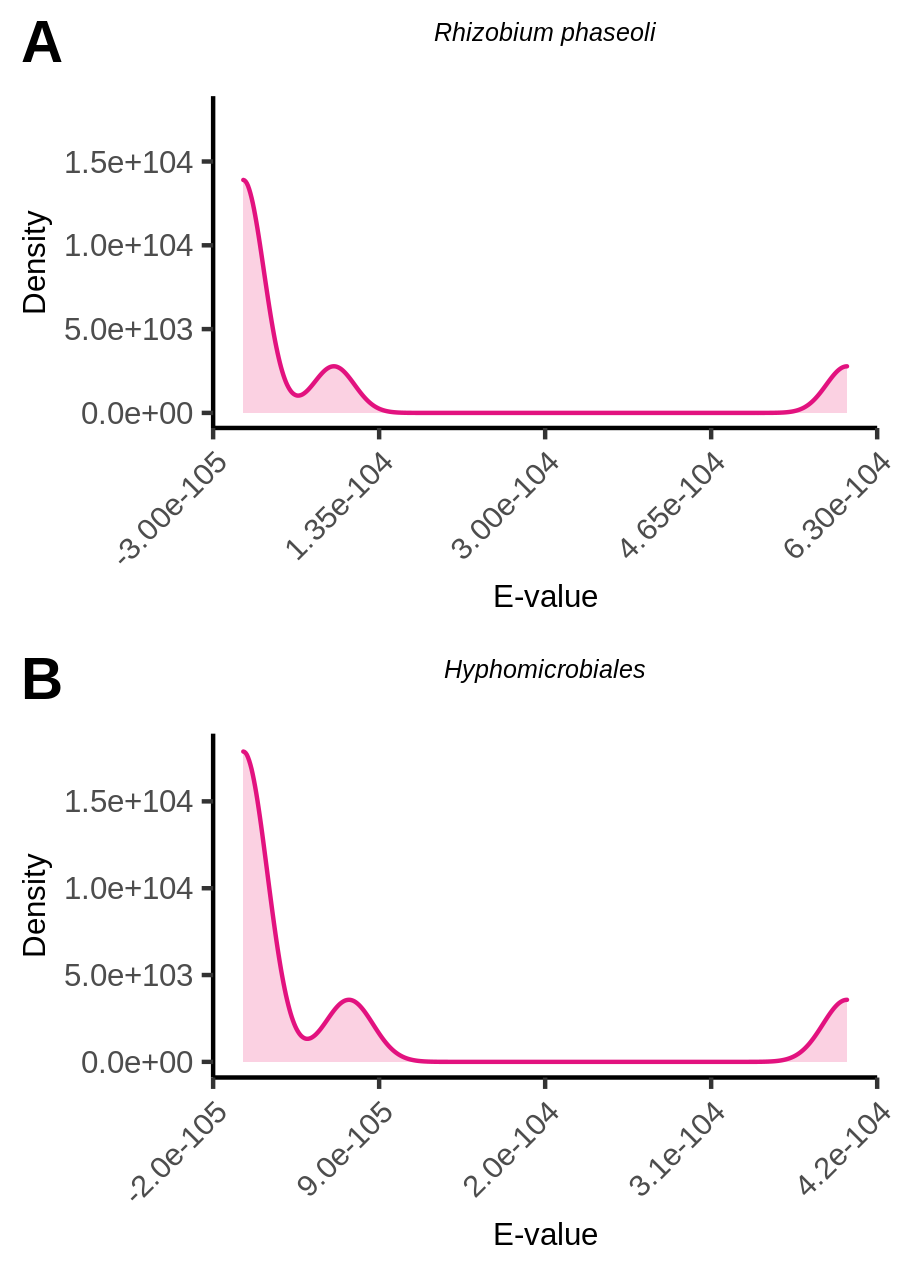 A
Rhizobium phaseoli
Density
1.5e+104
1.0e+104
5.0e+103
0.0e+00
-3.00e-105
1.35e-104
3.00e-104
4.65e-104
6.30e-104
E-value
B
Hyphomicrobiales
Density
1.5e+104
1.0e+104
5.0e+103
0.0e+00
-2.0e-105
9.0e-105
2.0e-104
3.1e-104
4.2e-104
E-value